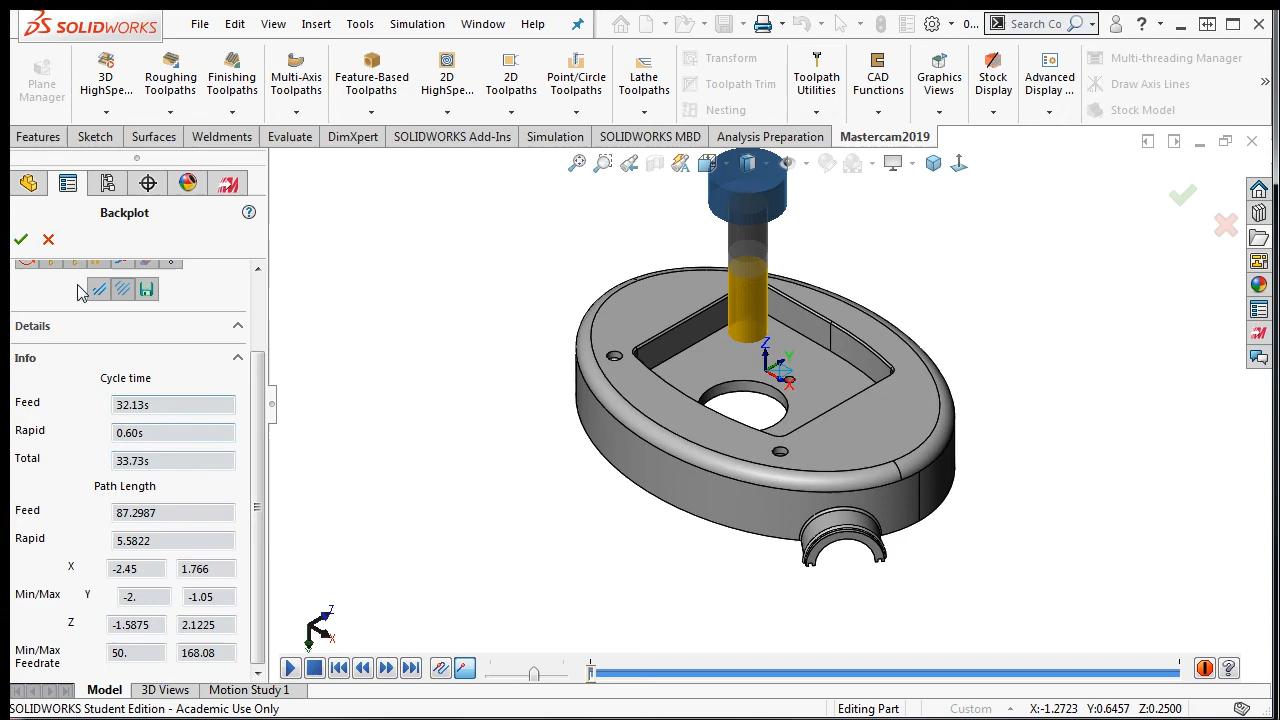 SOLIDWORKS File Edit View Insert Tools Simulation Window Help 0... Search Co
Plane Manager
3D HighSpe...
Roughing Toolpaths
Finishing Toolpaths
Multi-Axis Toolpaths
Feature-Based Toolpaths
2D HighSpe...
2D Toolpaths
Point/Circle Toolpaths
Lathe Toolpaths
Transform
Toolpath Trim
Nesting
Toolpath Utilities
CAD Functions
Graphics Views
Stock Display
Advanced Display ...
Multi-threading Manager
Draw Axis Lines
Stock Model
Features Sketch Surfaces Weldments Evaluate DimXpert SOLIDWORKS Add-Ins Simulation SOLIDWORKS MBD Analysis Preparation Mastercam2019
Backplot
Details
Info
Cycle time
Feed 32.13s
Rapid 0.60s
Total 33.73s
Path Length
Feed 87.2987
Rapid 5.5822
X -2.45 1.766
Min/Max Y -2. -1.05
Z -1.5875 2.1225
Min/Max Feedrate 50. 168.08
Z
Y
X
Z
X
Model 3D Views Motion Study 1
SOLIDWORKS Student Edition - Academic Use Only Editing Part Custom X:-1.2723 Y:0.6457 Z:0.2500